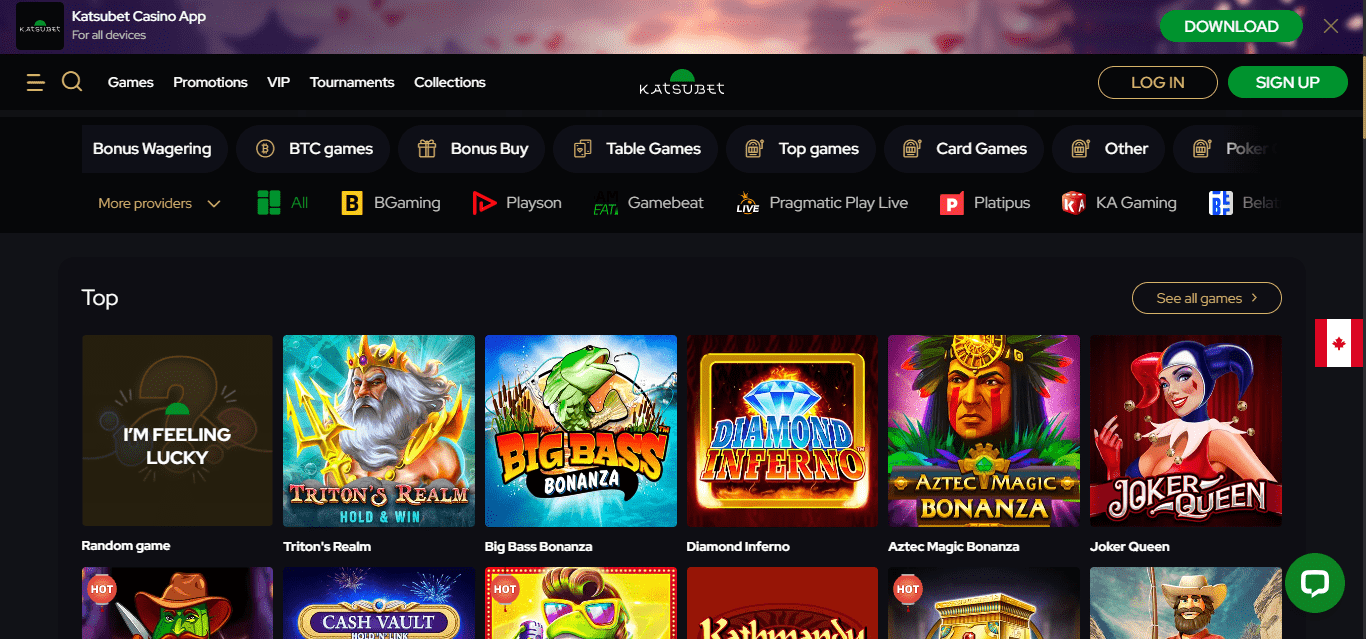 KATSUBET
Katsubet Casino App
For all devices
DOWNLOAD
Games
Promotions
VIP
Tournaments
Collections
KATSUBET
LOG IN
SIGN UP
Bonus Wagering
BTC games
Bonus Buy
Table Games
Top games
Card Games
Other
Poker
More providers
All
B
BGaming
Playson
EAT
Gamebeat
LIVE
Pragmatic Play Live
P
Platipus
KA
KA Gaming
BE
Belat
Top
See all games
I'M FEELING
LUCKY
TRITON'S REALM
HOLD & WIN
BIG BASS
BONANZA
DIAMOND
INFERNO
AZTEC MAGIC
BONANZA
JOKER
QUEEN
Random game
Triton's Realm
Big Bass Bonanza
Diamond Inferno
Aztec Magic Bonanza
Joker Queen
HOT
CASH VAULT
HOLD'N'LINK
HOT
Kathmandu
HOT